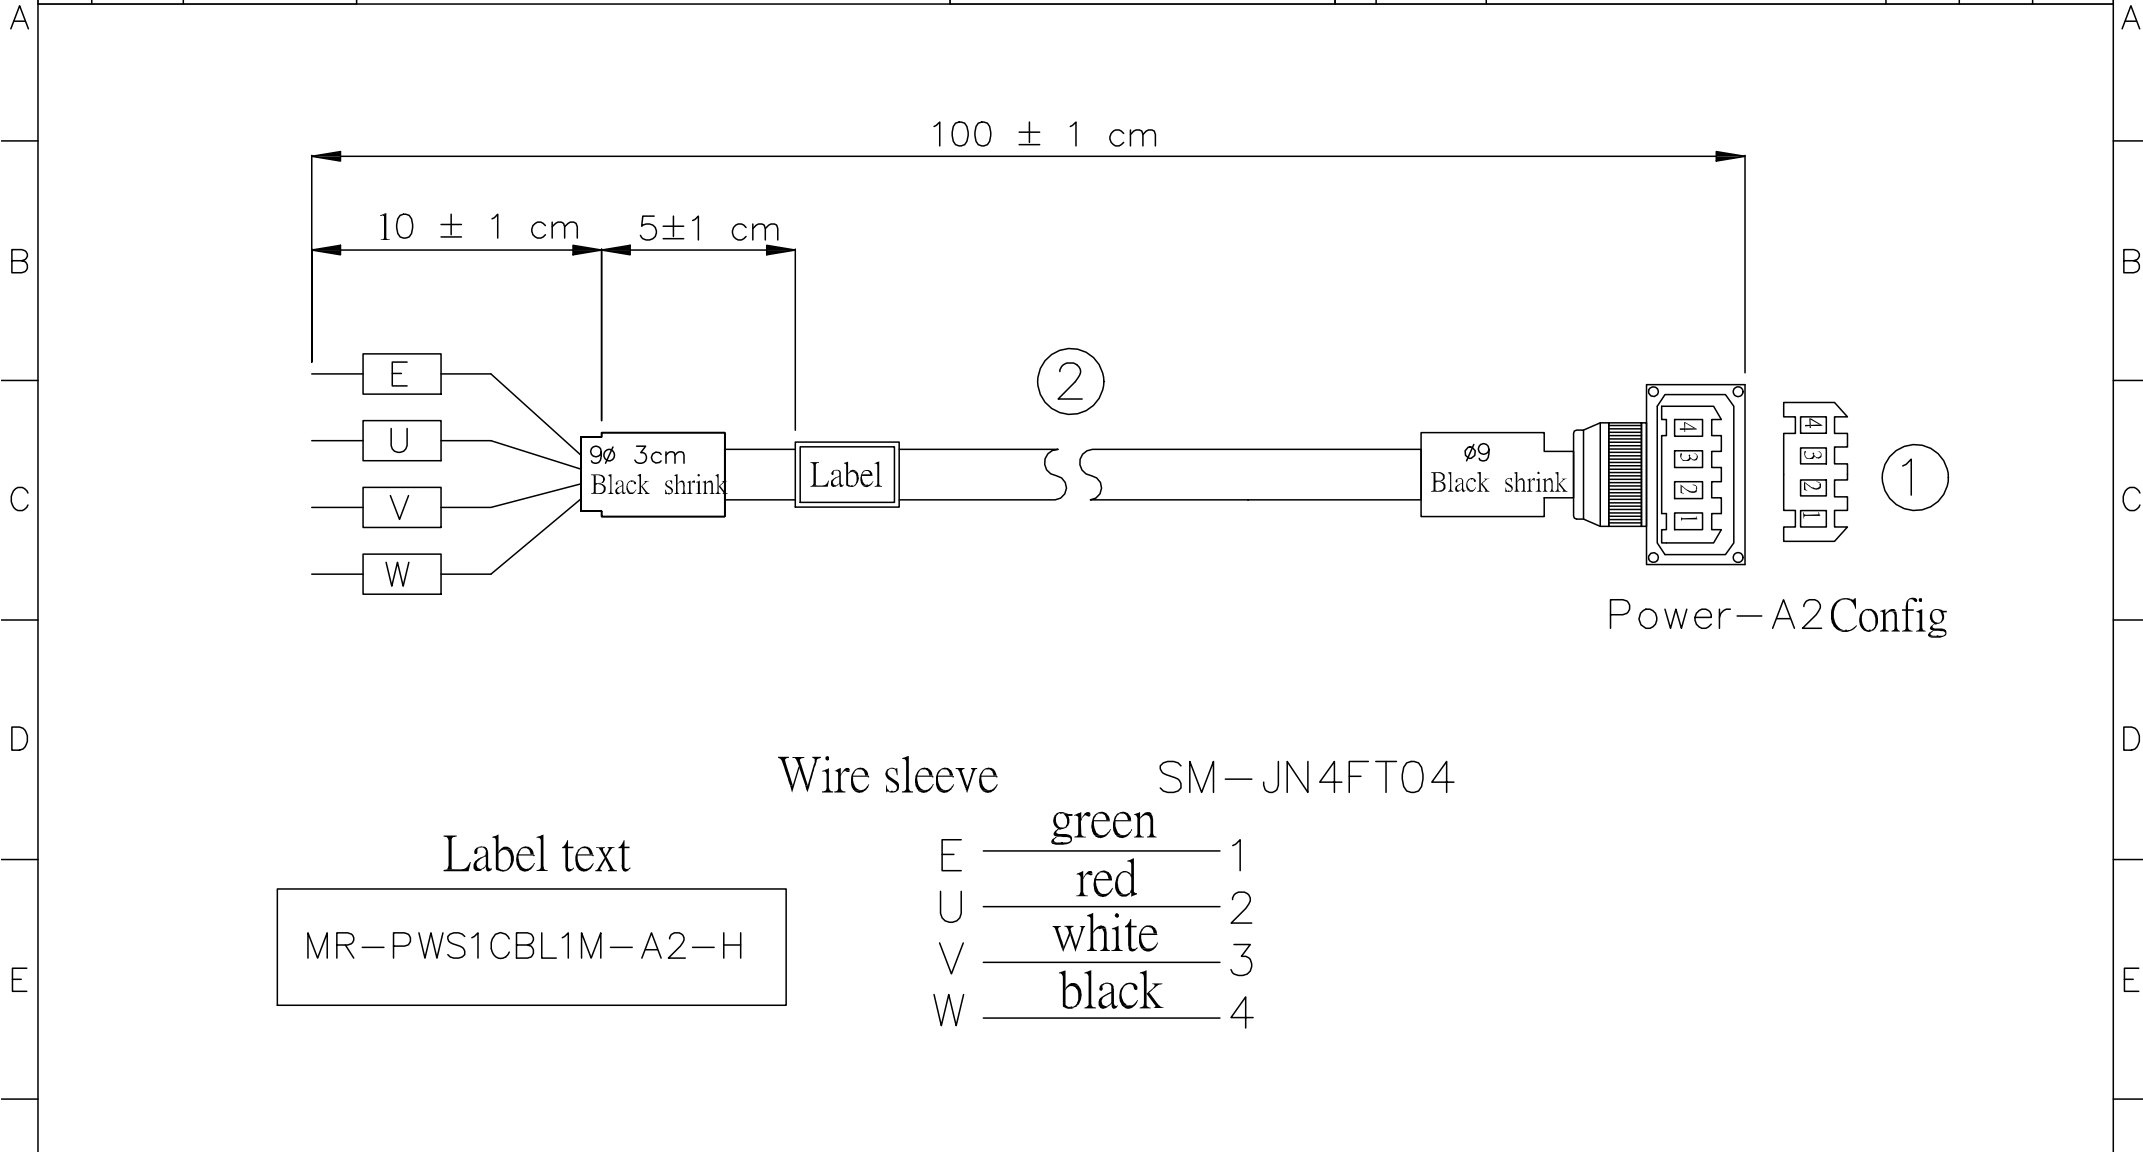 A A
100 ± 1 cm
10 ± 1 cm 5±1 cm
B B
E
2
U
V
W
9ø 3cm
Black shrink
Label
ø9
Black shrink
4
3
2
1
4
3
2
1
1
C C
Power-A2 Config
D D
Wire sleeve SM-JN4FT04
E green 1
U red 2
V white 3
W black 4
Label text
MR-PWS1CBL1M-A2-H
E E